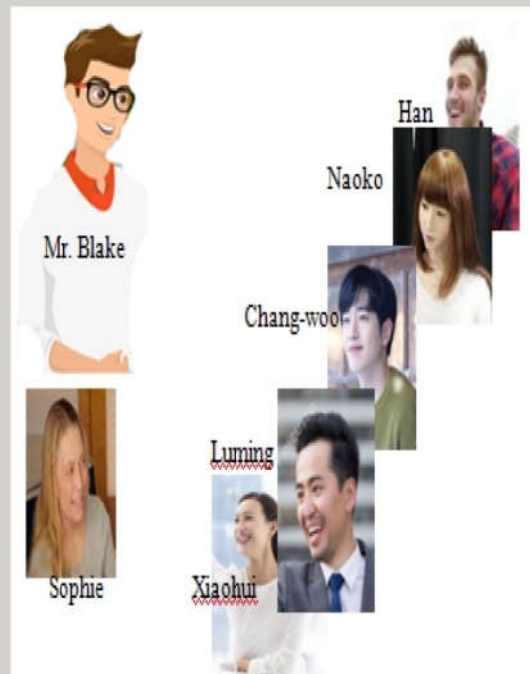 Han
Naoko
Mr. Blake
Chang-woo
Luming
Sophie
Xiaohui